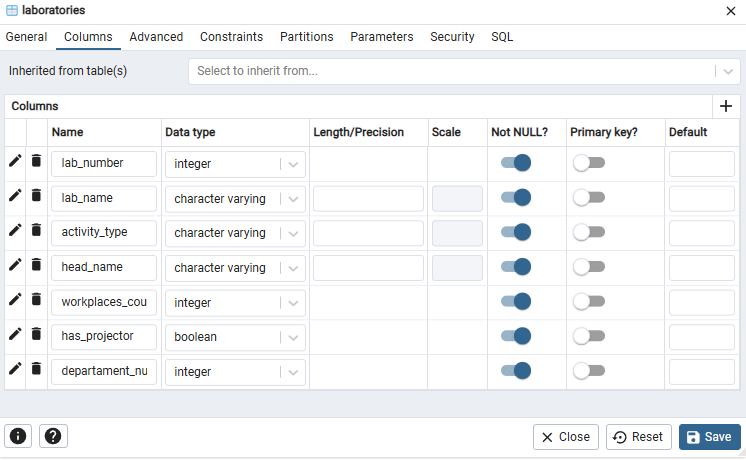 laboratories
General Columns Advanced Constraints Partitions Parameters Security SQL
Inherited from table(s) Select to inherit from...
Columns
Name Data type Length/Precision Scale Not NULL? Primary key? Default
lab_number integer
lab_name character varying
activity_type character varying
head_name character varying
workplaces_cou integer
has_projector boolean
departament_nu integer
Close Reset Save